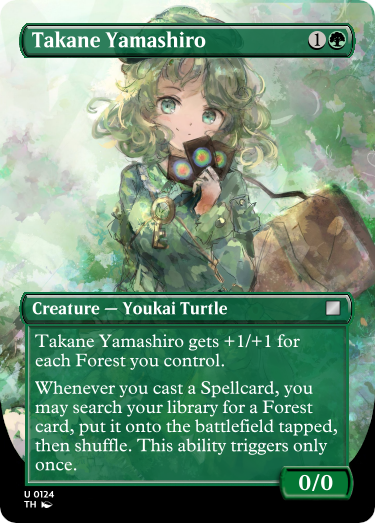 Takane Yamashiro 1
Creature — Youkai Turtle
Takane Yamashiro gets +1/+1 for
each Forest you control.
Whenever you cast a Spellcard, you
may search your library for a Forest
card, put it onto the battlefield tapped,
then shuffle. This ability triggers only
once.
0/0
U 0124
TH